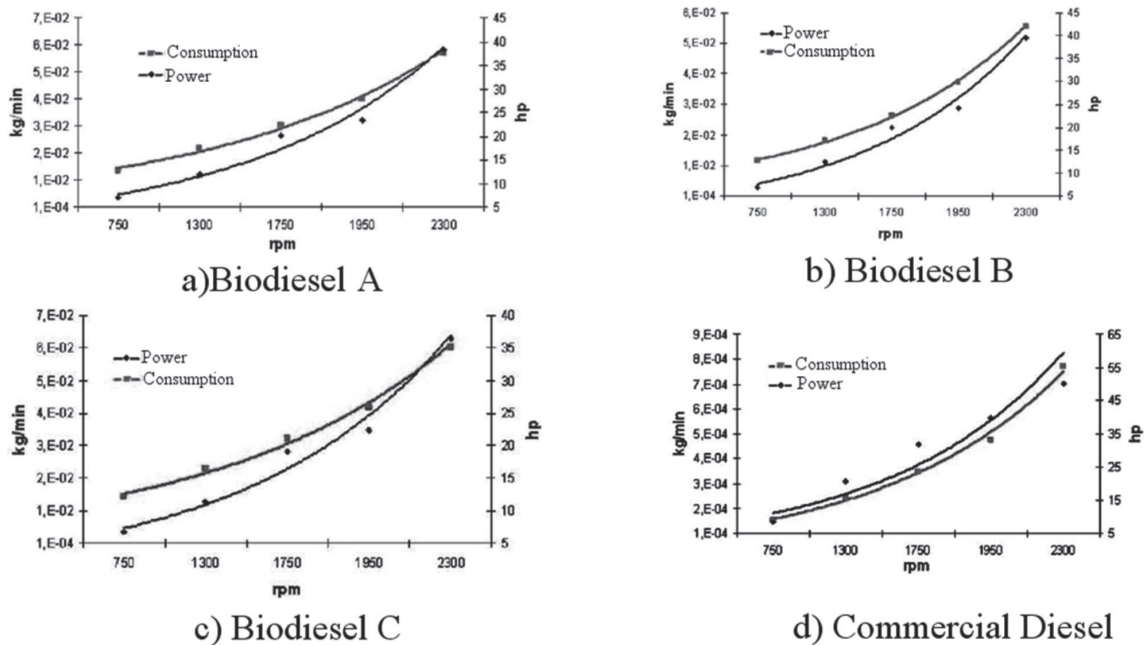 7,E-02
6,E-02
5,E-02
4,E-02
3,E-02
2,E-02
1,E-02
1,E-04
kg/min
Consumption
Power
45
40
35
30
25
20
15
10
5
hp
750 1300 1750 1950 2300
rpm
a)Biodiesel A
6,E-02
5,E-02
4,E-02
3,E-02
2,E-02
1,E-02
1,E-04
kg/min
Power
Consumption
45
40
35
30
25
20
15
10
5
hp
750 1300 1750 1950 2300
rpm
b) Biodiesel B
7,E-02
6,E-02
5,E-02
4,E-02
3,E-02
2,E-02
1,E-02
1,E-04
kg/min
Power
Consumption
40
35
30
25
20
15
10
5
hp
750 1300 1750 1950 2300
rpm
c) Biodiesel C
9,E-04
8,E-04
7,E-04
6,E-04
5,E-04
4,E-04
3,E-04
2,E-04
1,E-04
kg/min
Consumption
Power
65
55
45
35
25
15
5
hp
750 1300 1750 1950 2300
rpm
d) Commercial Diesel